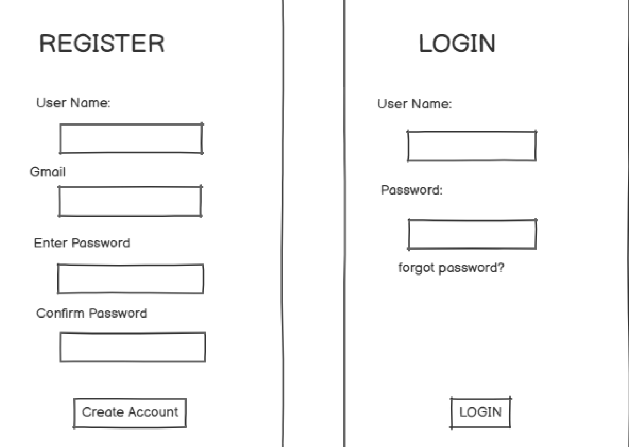 REGISTER
User Name:
Gmail
Enter Password
Confirm Password
Create Account
LOGIN
User Name:
Password:
forgot password?
LOGIN